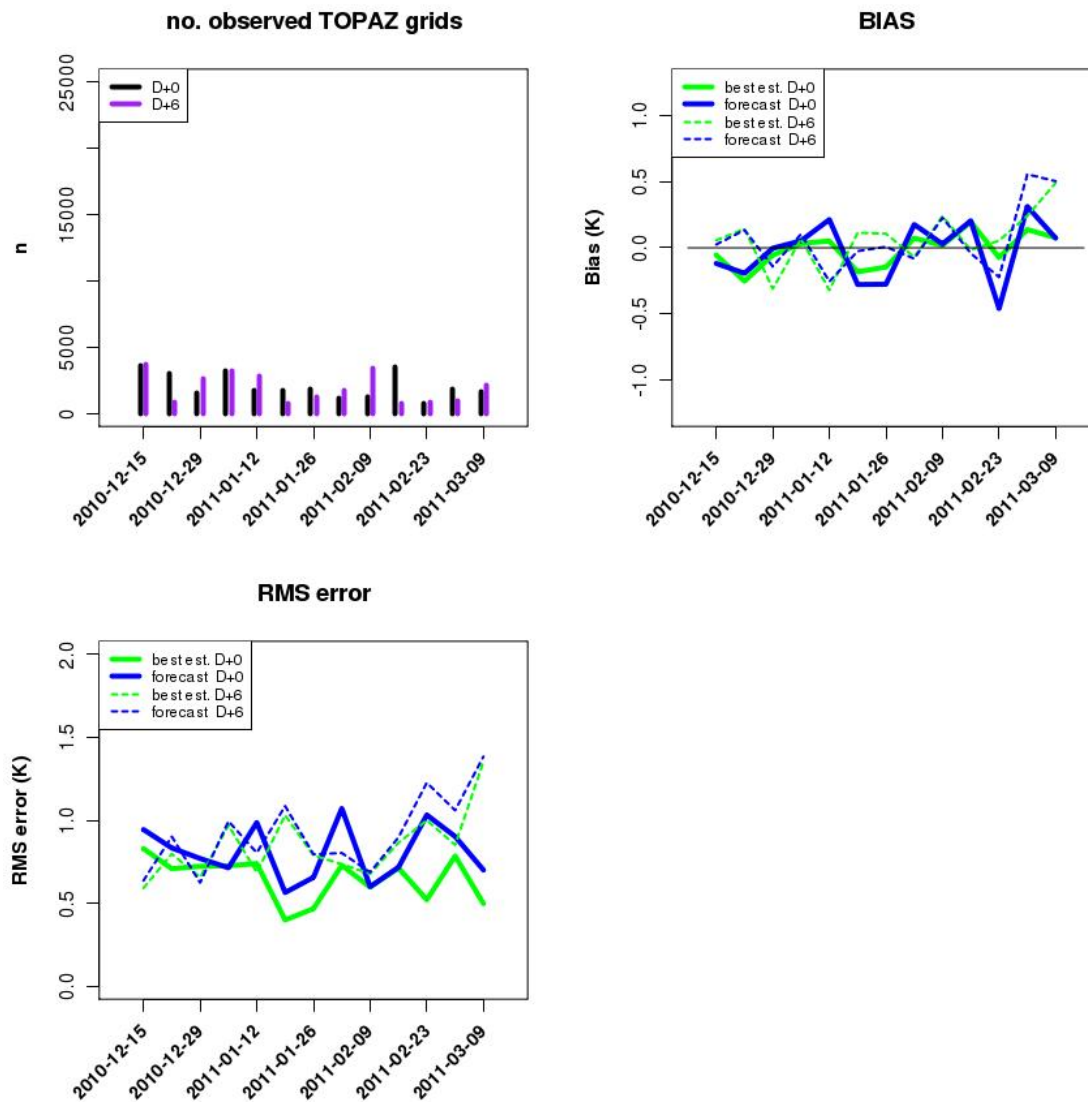 no. observed TOPAZ grids
D+0
D+6
n
0
5000
15000
25000
2010-12-15
2010-12-29
2011-01-12
2011-01-26
2011-02-09
2011-02-23
2011-03-09
BIAS
best est. D+0
forecast D+0
best est. D+6
forecast D+6
Bias (K)
1.0
0.5
0.0
-0.5
-1.0
2010-12-15
2010-12-29
2011-01-12
2011-01-26
2011-02-09
2011-02-23
2011-03-09
RMS error
best est. D+0
forecast D+0
best est. D+6
forecast D+6
RMS error (K)
2.0
1.5
1.0
0.5
0.0
2010-12-15
2010-12-29
2011-01-12
2011-01-26
2011-02-09
2011-02-23
2011-03-09